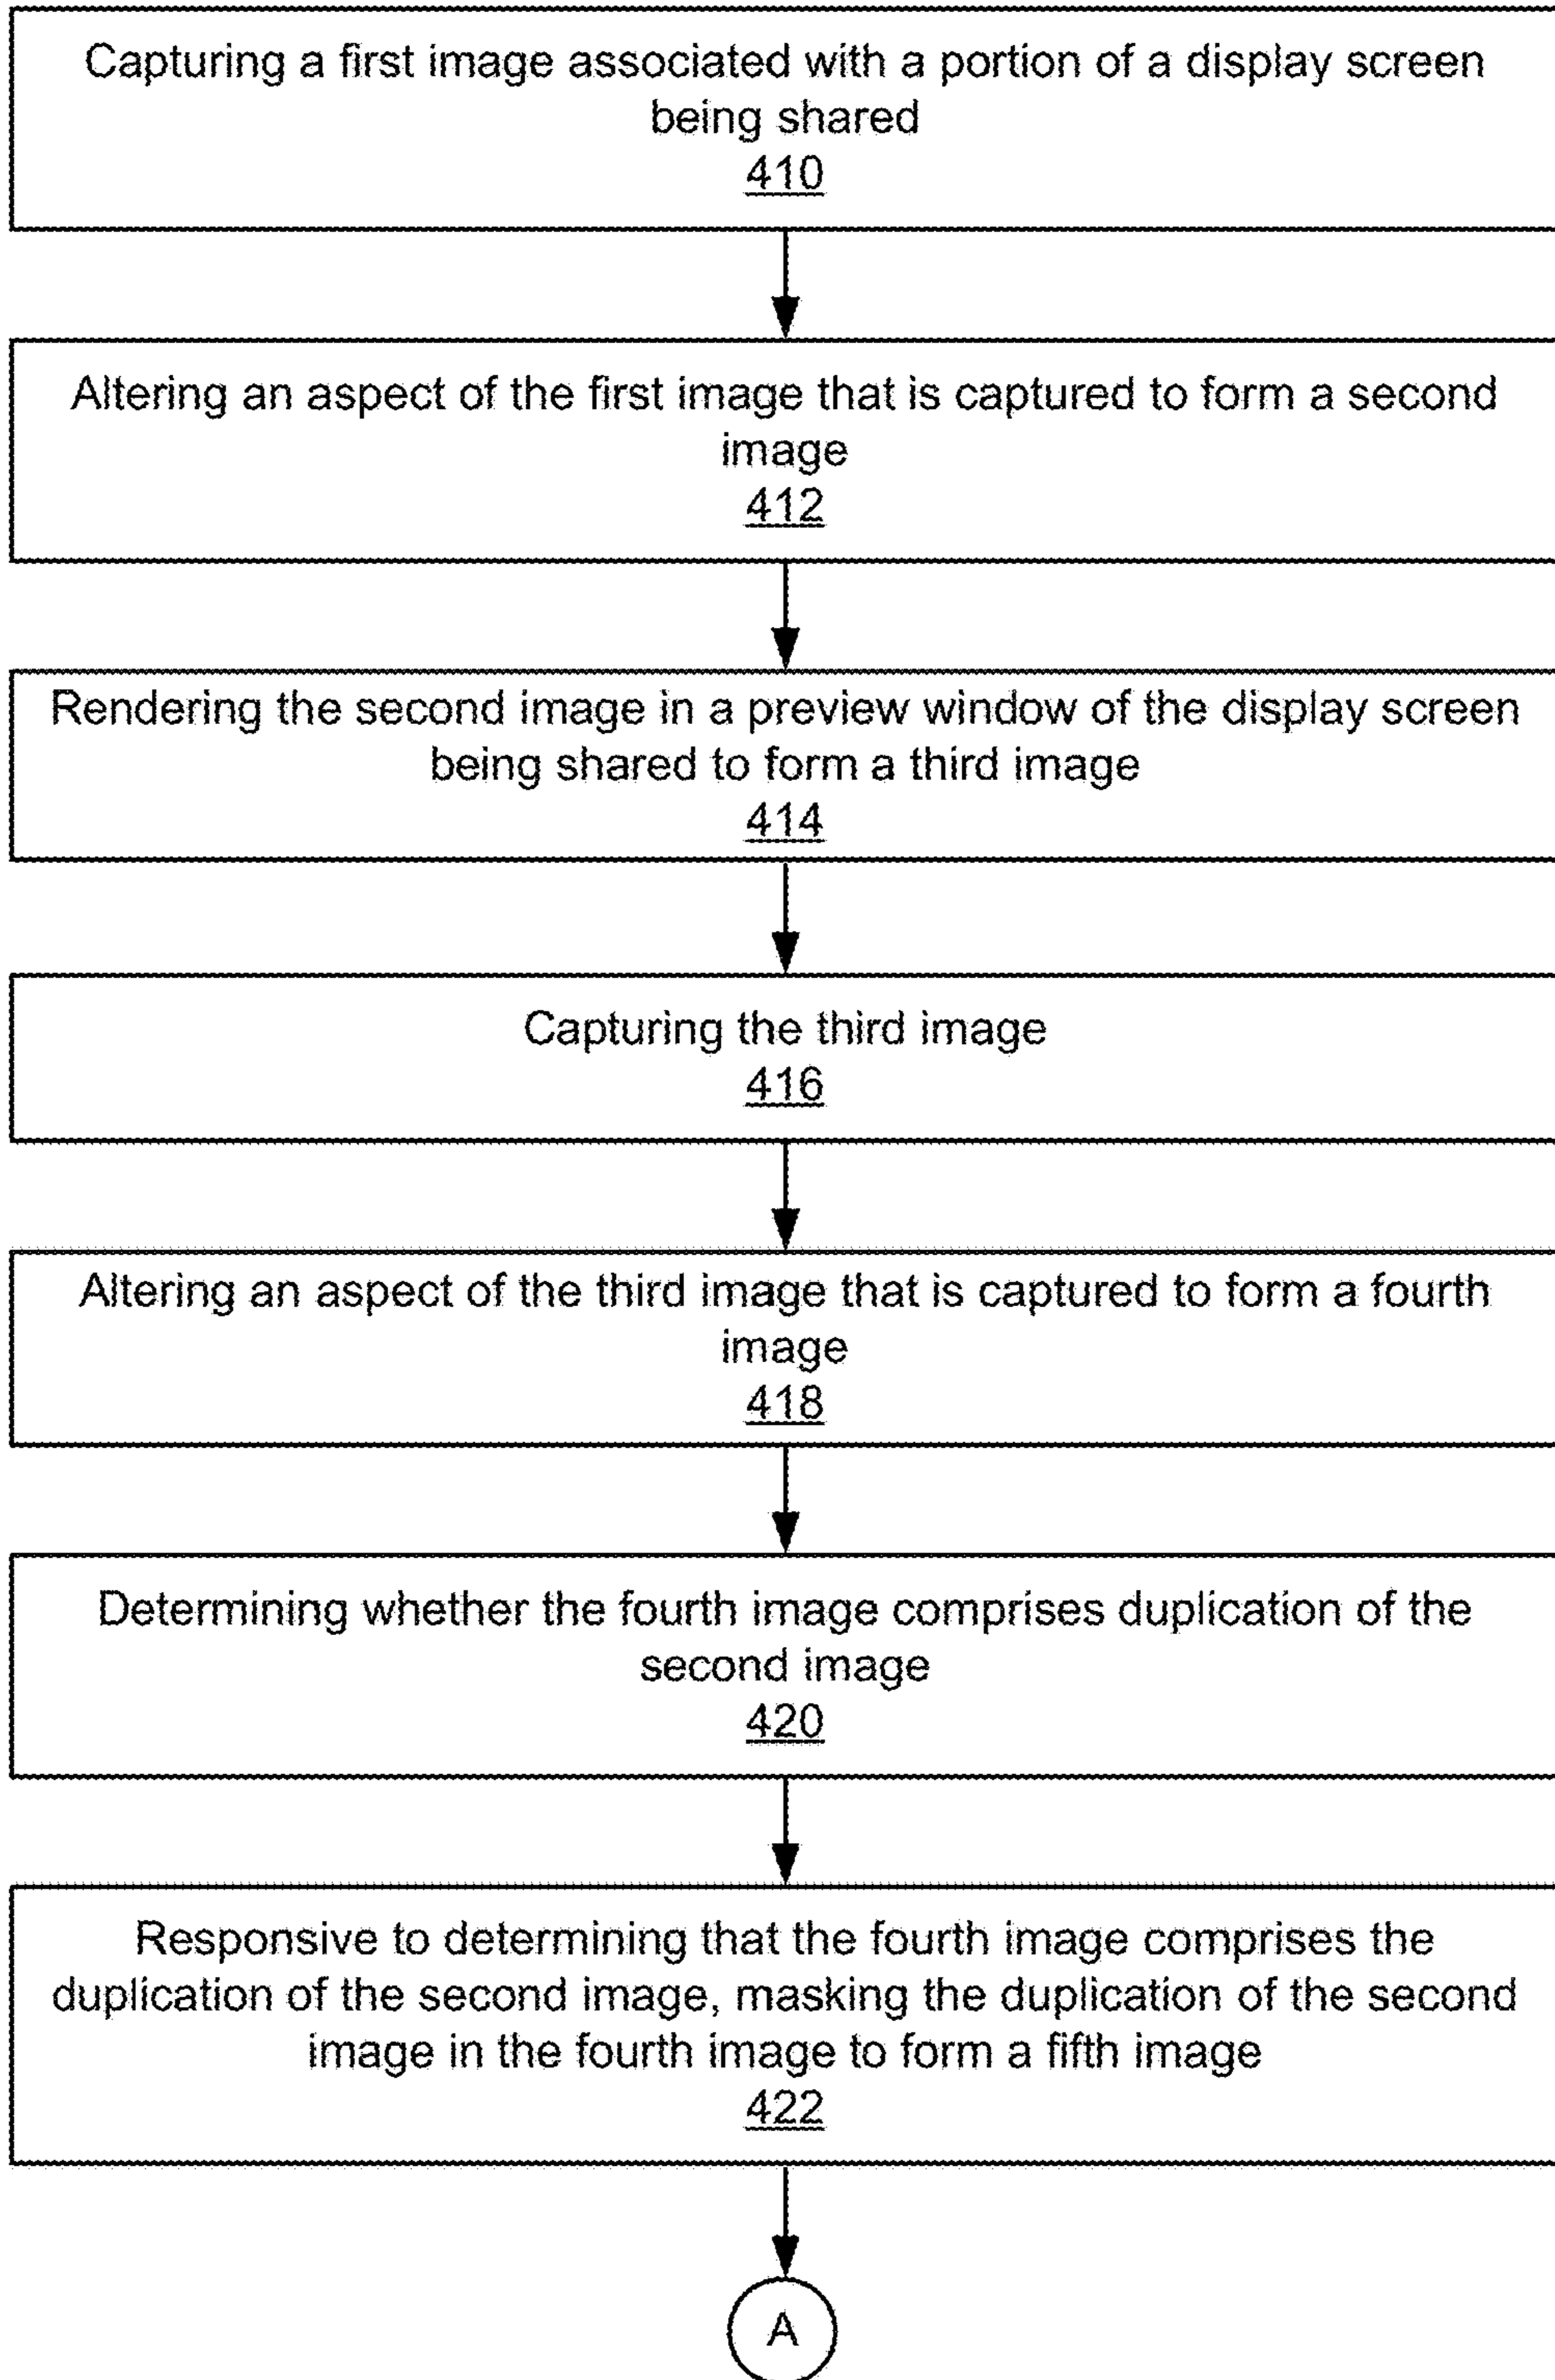 Capturing a first image associated with a portion of a display screen
being shared
410
Altering an aspect of the first image that is captured to form a second
image
412
Rendering the second image in a preview window of the display screen
being shared to form a third image
414
Capturing the third image
416
Altering an aspect of the third image that is captured to form a fourth
image
418
Determining whether the fourth image comprises duplication of the
second image
420
Responsive to determining that the fourth image comprises the
duplication of the second image, masking the duplication of the second
image in the fourth image to form a fifth image
422
A